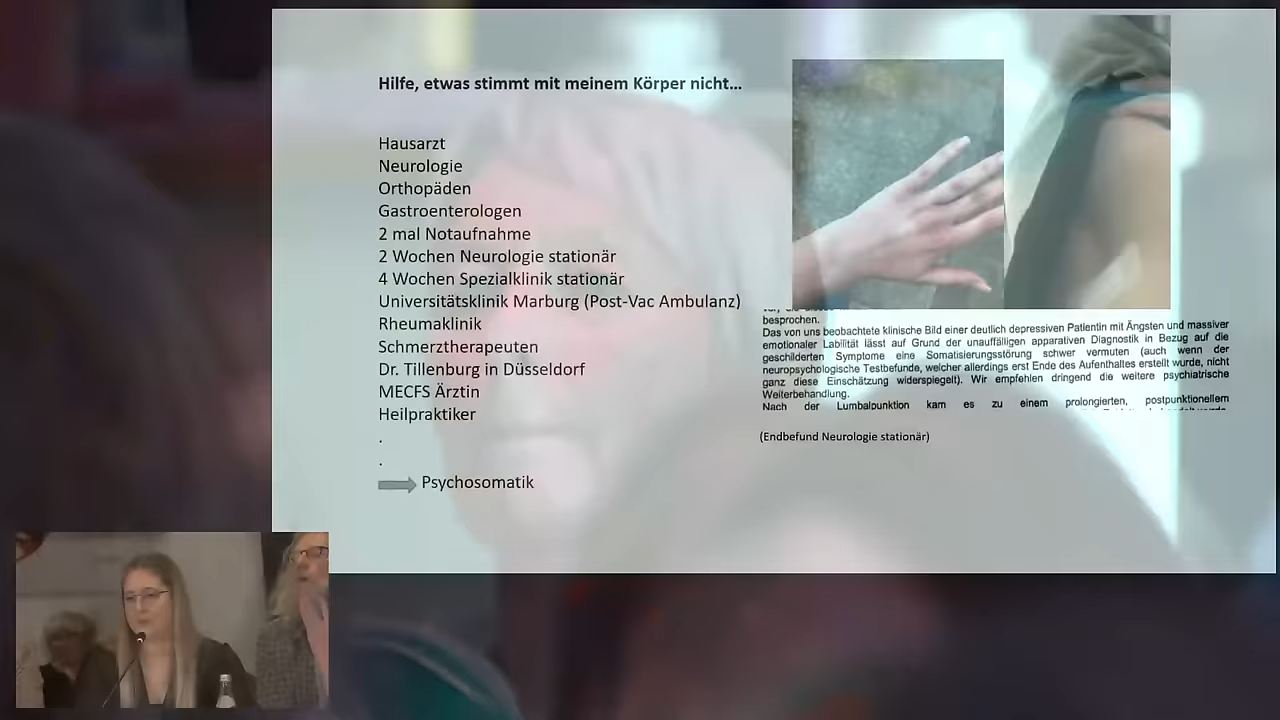 Hilfe, etwas stimmt mit meinem Körper nicht...
Hausarzt
Neurologie
Orthopäden
Gastroenterologen
2 mal Notaufnahme
2 Wochen Neurologie stationär
4 Wochen Spezialklinik stationär
Universitätsklinik Marburg (Post-Vac Ambulanz)
Rheumaklinik
Schmerztherapeuten
Dr. Tillenburg in Düsseldorf
MECFS Ärztin
Heilpraktiker
.
.
Psychosomatik
besprochen.
Das von uns beobachtete klinische Bild einer deutlich depressiven Patientin mit Ängsten und massiver
emotionaler Labilität lässt auf Grund der unauffälligen apparativen Diagnostik in Bezug auf die
geschilderten Symptome eine Somatisierungsstörung schwer vermuten (auch wenn der
neuropsychologische Testbefunde, welcher allerdings erst Ende des Aufenthaltes erstellt wurde, nicht
ganz diese Einschätzung widerspiegelt). Wir empfehlen dringend die weitere psychiatrische
Weiterbehandlung.
Nach der Lumbalpunktion kam es zu einem prolongierten, postpunktionellem
(Endbefund Neurologie stationär)